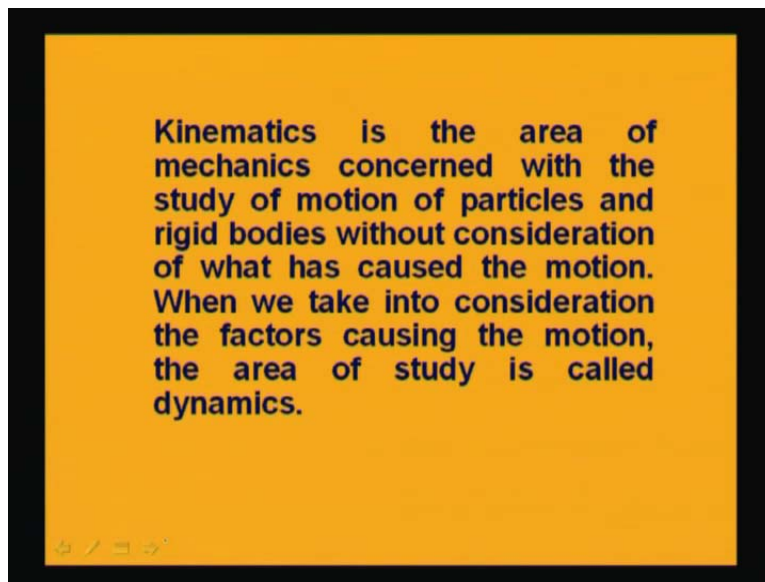 Kinematics is the area of
mechanics concerned with the
study of motion of particles and
rigid bodies without consideration
of what has caused the motion.
When we take into consideration
the factors causing the motion,
the area of study is called
dynamics.